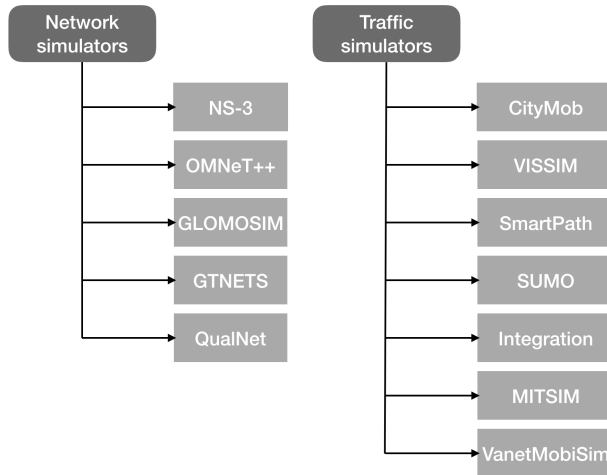 Network
simulators
NS-3
OMNeT++
GLOMOSIM
GTNETS
QualNet
Traffic
simulators
CityMob
VISSIM
SmartPath
SUMO
Integration
MITSIM
VanetMobiSim